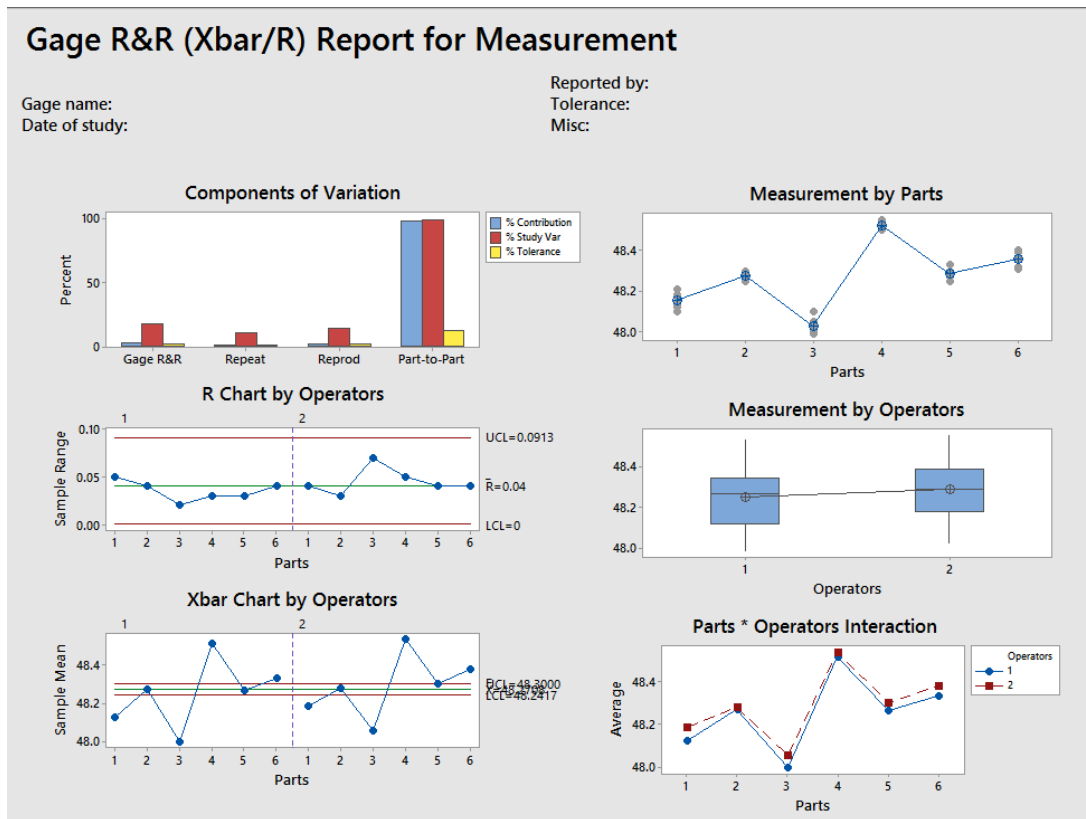 Gage R&R (Xbar/R) Report for Measurement
Gage name:
Date of study:
Reported by:
Tolerance:
Misc:
Components of Variation
100
50
0
Percent
Gage R&R Repeat Reprod Part-to-Part
% Contribution
% Study Var
% Tolerance
R Chart by Operators
1 2
0.10
0.05
0.00
Sample Range
UCL=0.0913
R=0.04
LCL=0
1 2 3 4 5 6 1 2 3 4 5 6
Parts
Xbar Chart by Operators
1 2
48.4
48.2
48.0
Sample Mean
UCL=48.3000
LCL=48.2417
1 2 3 4 5 6 1 2 3 4 5 6
Parts
Measurement by Parts
48.4
48.2
48.0
1 2 3 4 5 6
Parts
Measurement by Operators
48.4
48.2
48.0
1 2
Operators
Parts * Operators Interaction
48.4
48.2
48.0
Average
1 2 3 4 5 6
Parts
Operators
1
2